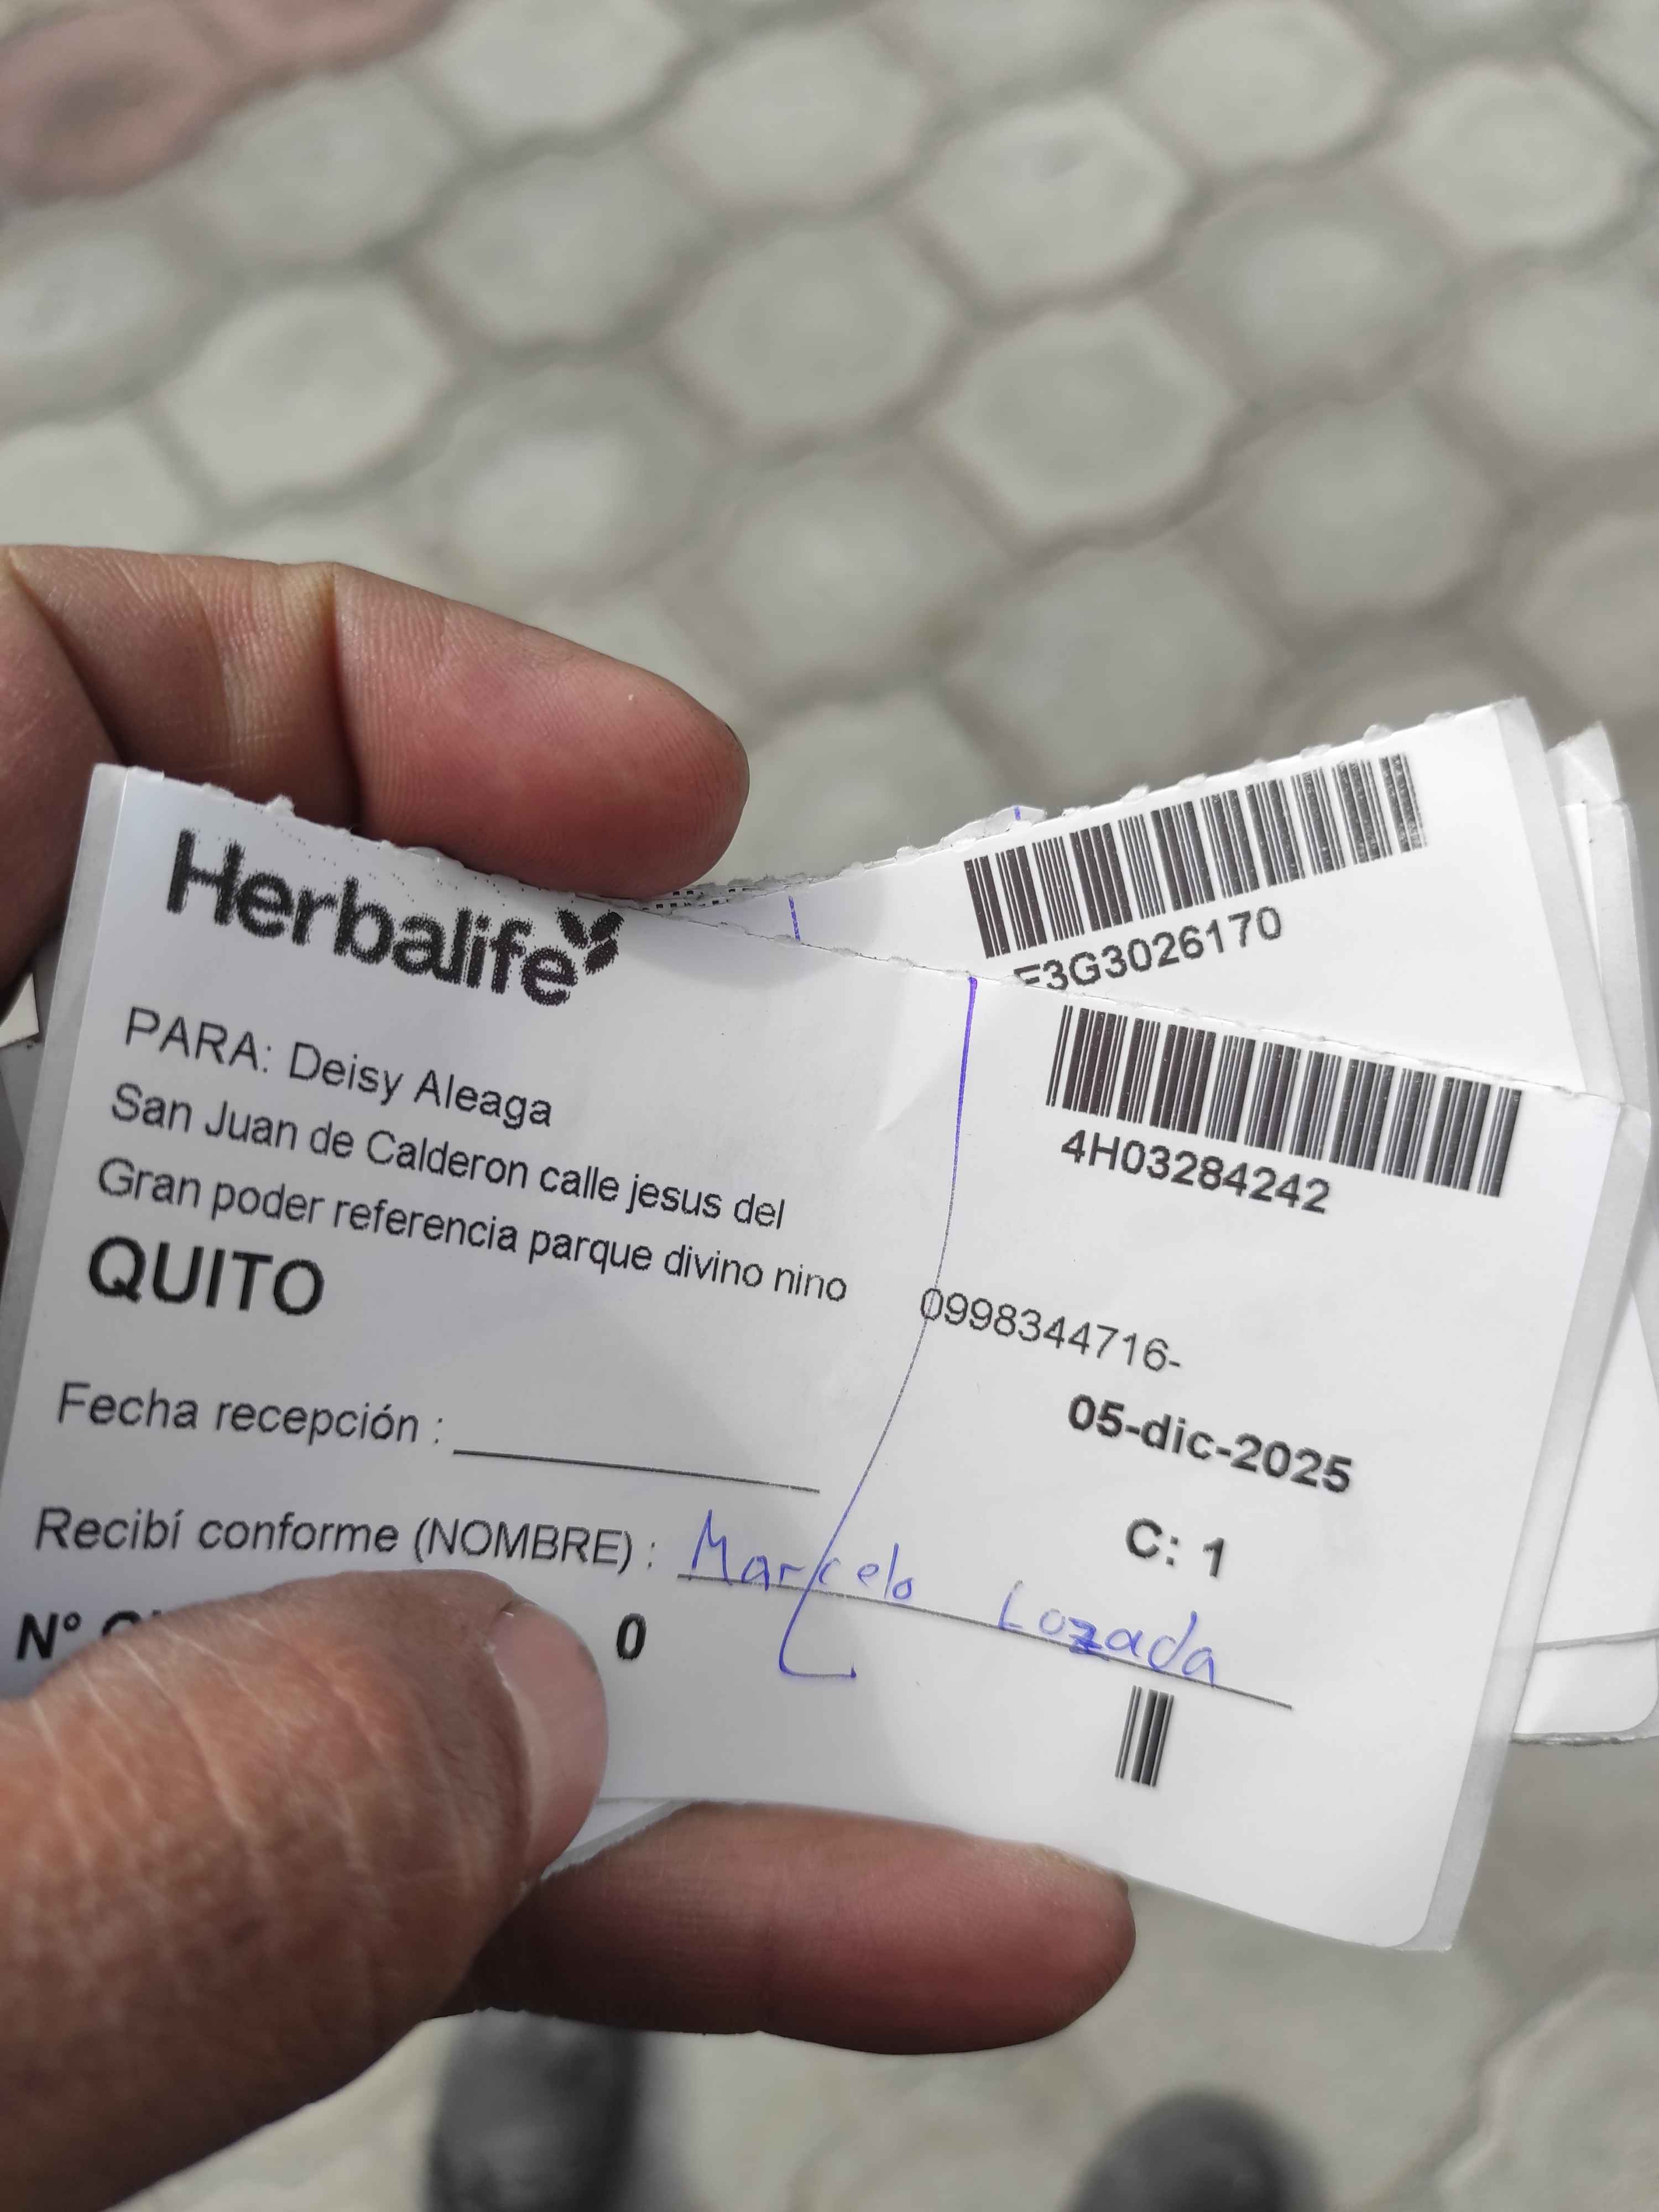 Herbalife
F3G3026170
4H03284242
PARA: Deisy Aleaga
San Juan de Calderon calle jesus del
Gran poder referencia parque divino nino
0998344716-
QUITO
05-dic-2025
Fecha recepción :
C: 1
Recibí conforme (NOMBRE) : Marcelo Lozada
N° 0